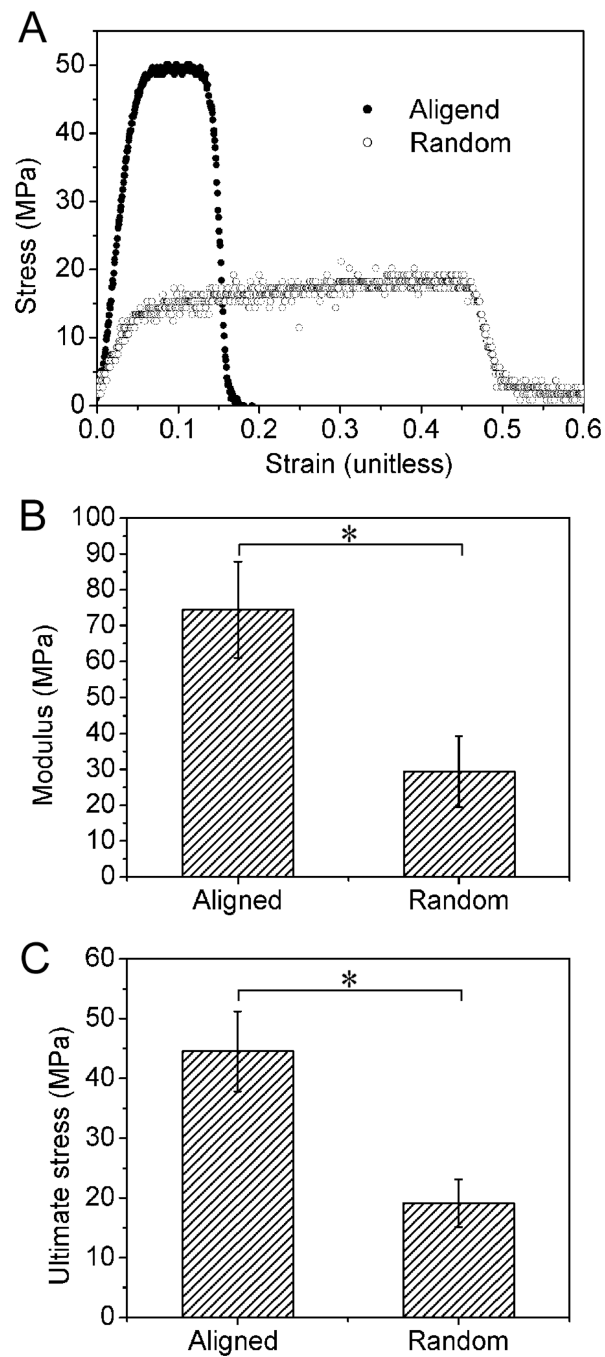 A
50
40
30
20
10
0
Stress (MPa)
Aligend
Random
0.0 0.1 0.2 0.3 0.4 0.5 0.6
Strain (unitless)
B
100
90
80
70
60
50
40
30
20
10
0
Modulus (MPa)
*
Aligned Random
C
60
50
40
30
20
10
0
Ultimate stress (MPa)
*
Aligned Random